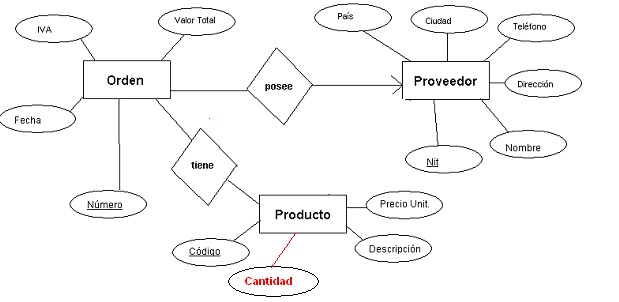 IVA
Valor Total
País
Ciudad
Teléfono
Orden
posee
Proveedor
Dirección
Fecha
tiene
Nit
Nombre
Número
Producto
Precio Unit.
Código
Descripción
Cantidad